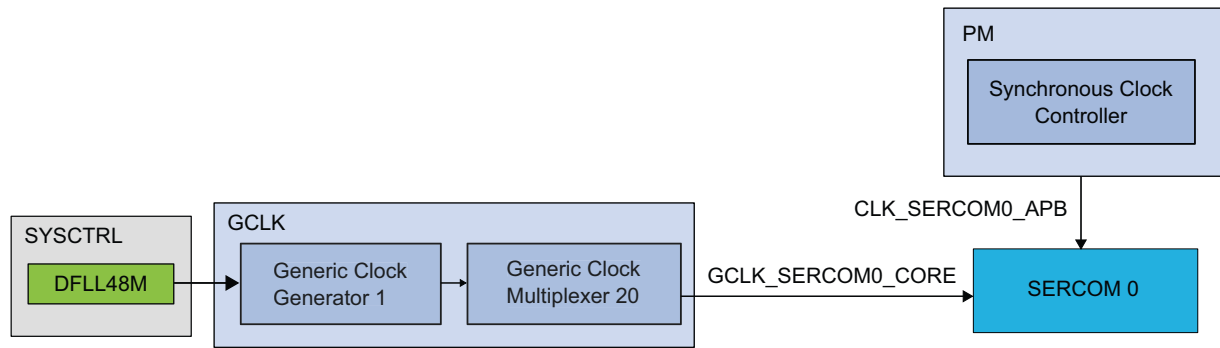 PM
Synchronous Clock
Controller
CLK_SERCOM0_APB
GCLK
SYSCTRL
DFLL48M
Generic Clock
Generator 1
Generic Clock
Multiplexer 20
GCLK_SERCOM0_CORE
SERCOM 0